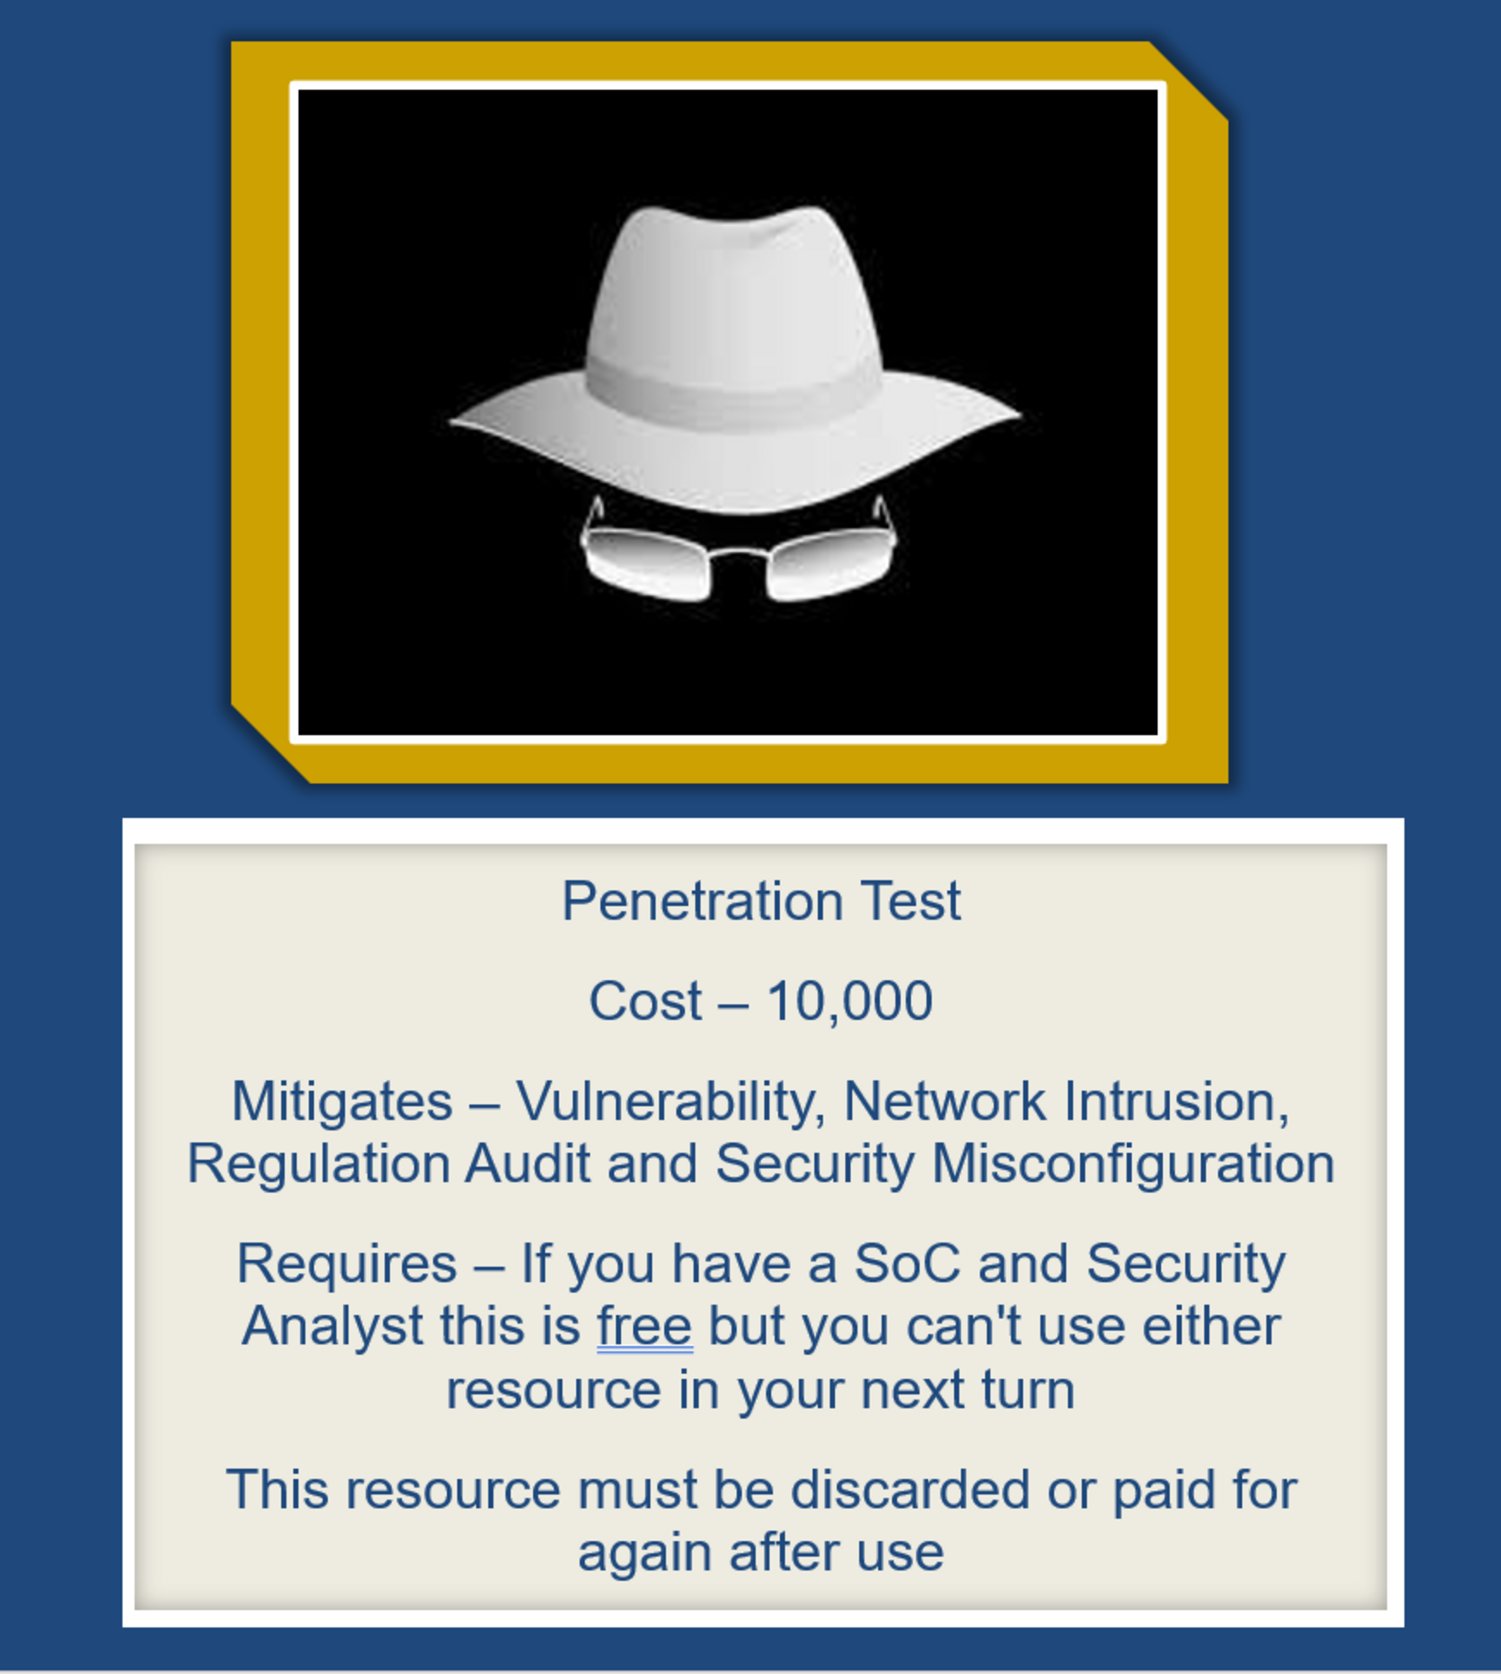 Penetration Test
Cost – 10,000
Mitigates – Vulnerability, Network Intrusion,
Regulation Audit and Security Misconfiguration
Requires – If you have a SoC and Security
Analyst this is free but you can't use either
resource in your next turn
This resource must be discarded or paid for
again after use